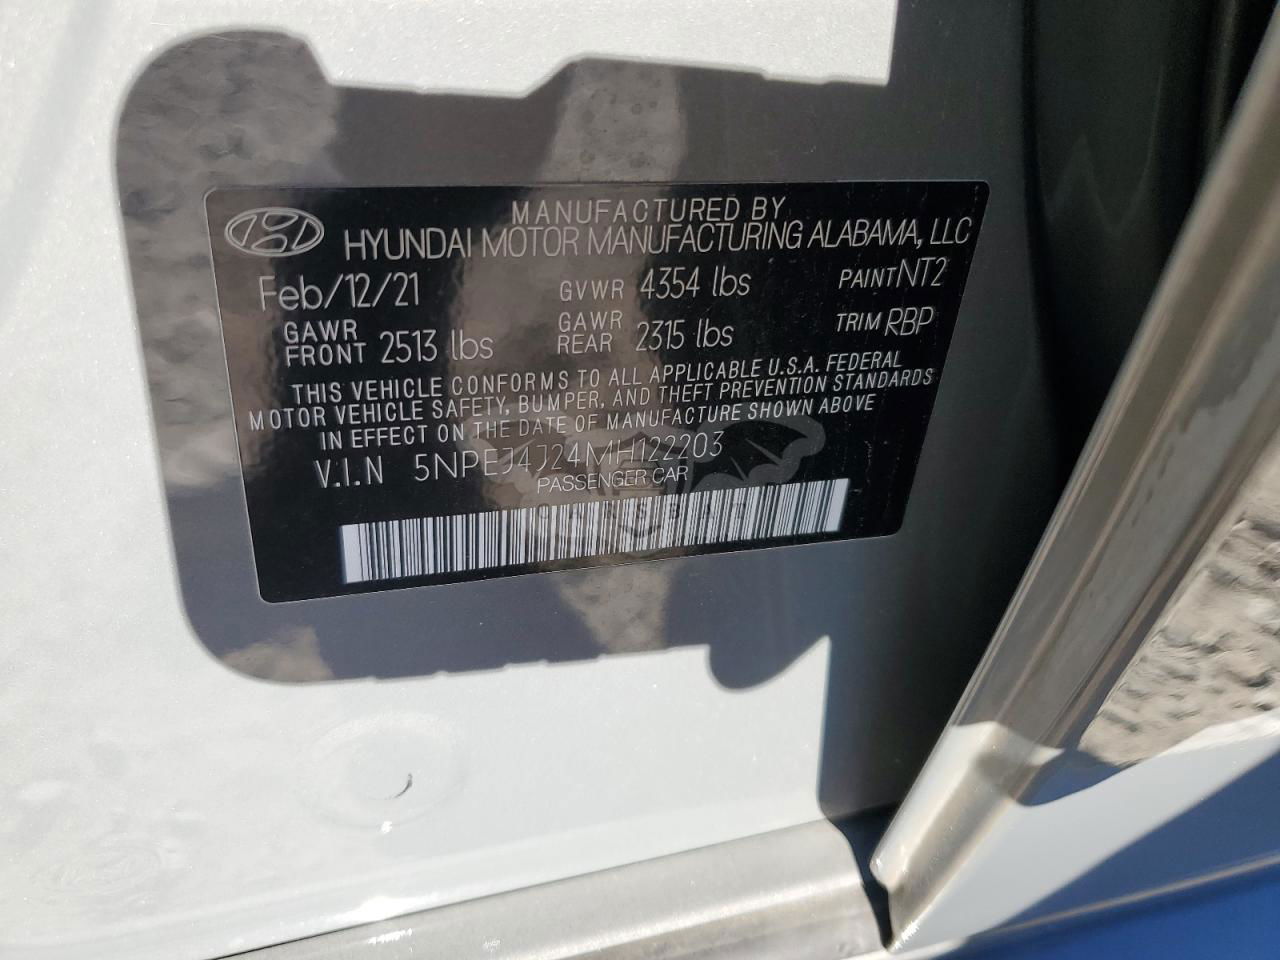 MANUFACTURED BY
HYUNDAI MOTOR MANUFACTURING ALABAMA, LLC
Feb/12/21 GVWR 4354 lbs PAINT NT2
GAWR FRONT 2513 lbs GAWR REAR 2315 lbs TRIM RBP
THIS VEHICLE CONFORMS TO ALL APPLICABLE U.S.A. FEDERAL
MOTOR VEHICLE SAFETY, BUMPER, AND THEFT PREVENTION STANDARDS
IN EFFECT ON THE DATE OF MANUFACTURE SHOWN ABOVE
V.I.N 5NPEJ4J24MH122203
PASSENGER CAR